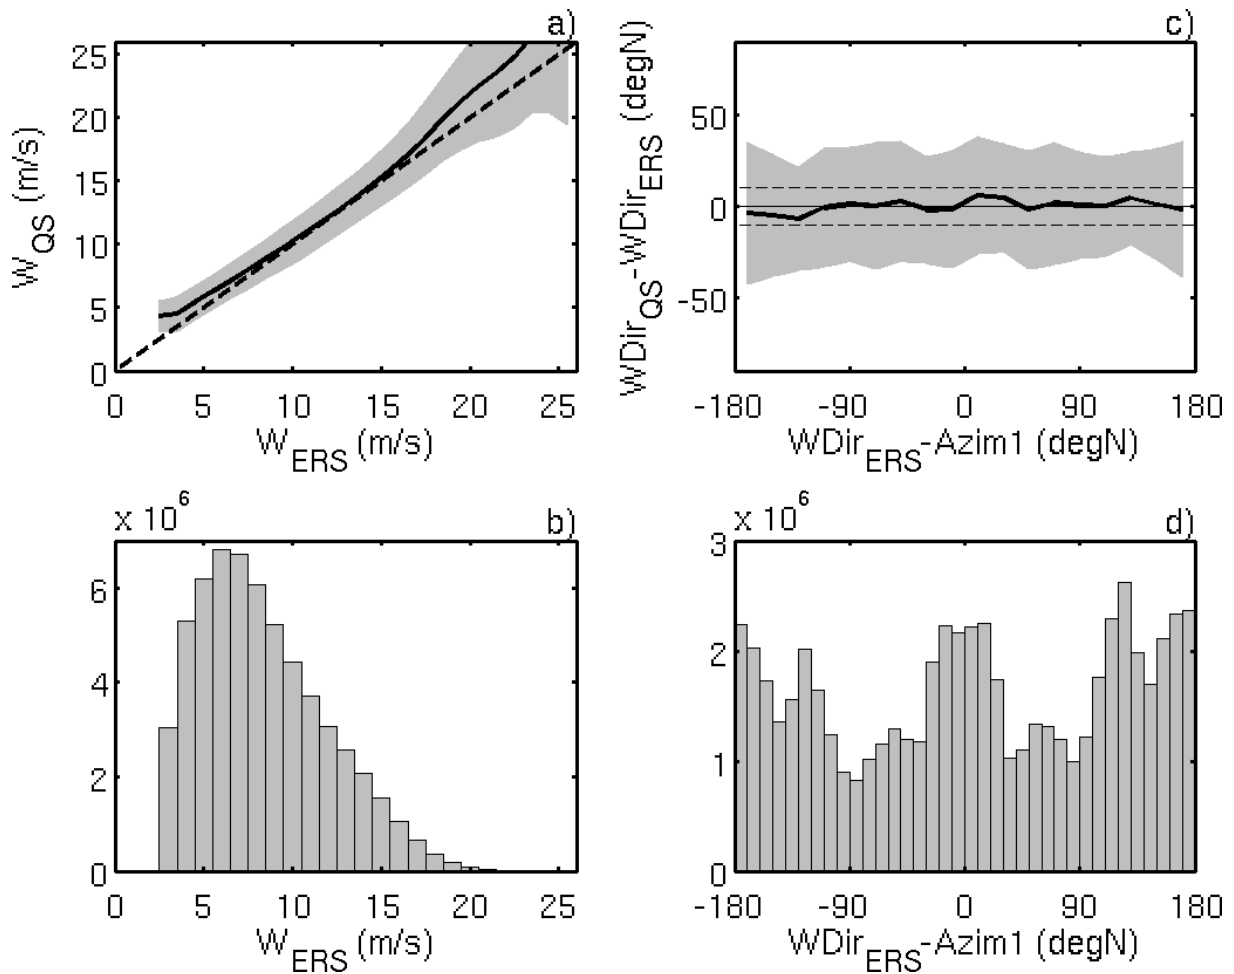 a)
W_QS (m/s)
25
20
15
10
5
0
0 5 10 15 20 25
W_ERS (m/s)
c)
WDir_QS-WDir_ERS (degN)
50
0
-50
-180 -90 0 90 180
WDir_ERS-Azim1 (degN)
x 10^6
b)
6
4
2
0
0 5 10 15 20 25
W_ERS (m/s)
x 10^6
d)
3
2
1
0
-180 -90 0 90 180
WDir_ERS-Azim1 (degN)